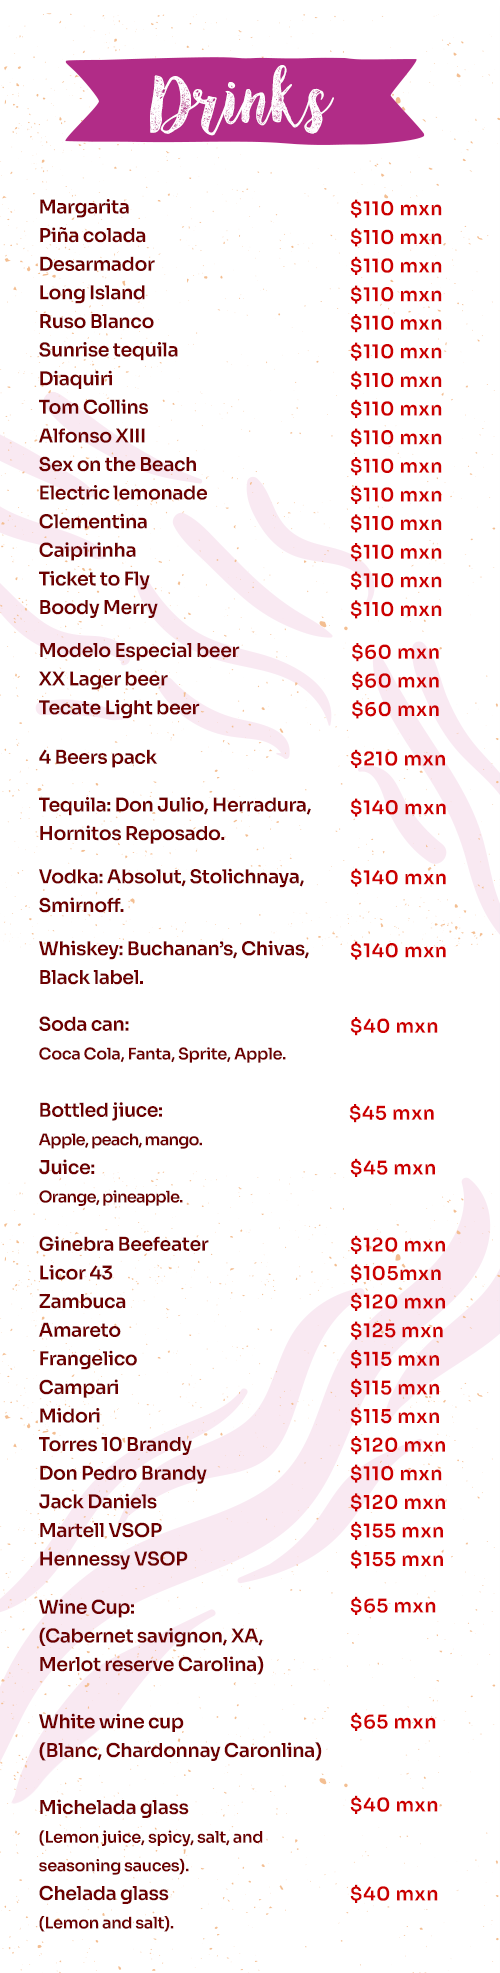 Drinks
Margarita $110 mxn
Piña colada $110 mxn
Desarmador $110 mxn
Long Island $110 mxn
Ruso Blanco $110 mxn
Sunrise tequila $110 mxn
Diaquiri $110 mxn
Tom Collins $110 mxn
Alfonso XIII $110 mxn
Sex on the Beach $110 mxn
Electric lemonade $110 mxn
Clementina $110 mxn
Caipirinha $110 mxn
Ticket to Fly $110 mxn
Boody Merry $110 mxn
Modelo Especial beer $60 mxn
XX Lager beer $60 mxn
Tecate Light beer $60 mxn
4 Beers pack $210 mxn
Tequila: Don Julio, Herradura, $140 mxn
Hornitos Reposado.
Vodka: Absolut, Stolichnaya, $140 mxn
Smirnoff.
Whiskey: Buchanan’s, Chivas, $140 mxn
Black label.
Soda can: $40 mxn
Coca Cola, Fanta, Sprite, Apple.
Bottled jiuce: $45 mxn
Apple, peach, mango.
Juice: $45 mxn
Orange, pineapple.
Ginebra Beefeater $120 mxn
Licor 43 $105mxn
Zambuca $120 mxn
Amareto $125 mxn
Frangelico $115 mxn
Campari $115 mxn
Midori $115 mxn
Torres 10 Brandy $120 mxn
Don Pedro Brandy $110 mxn
Jack Daniels $120 mxn
Martell VSOP $155 mxn
Hennessy VSOP $155 mxn
Wine Cup: $65 mxn
(Cabernet savignon, XA,
Merlot reserve Carolina)
White wine cup $65 mxn
(Blanc, Chardonnay Caronlina)
Michelada glass $40 mxn
(Lemon juice, spicy, salt, and
seasoning sauces).
Chelada glass $40 mxn
(Lemon and salt).